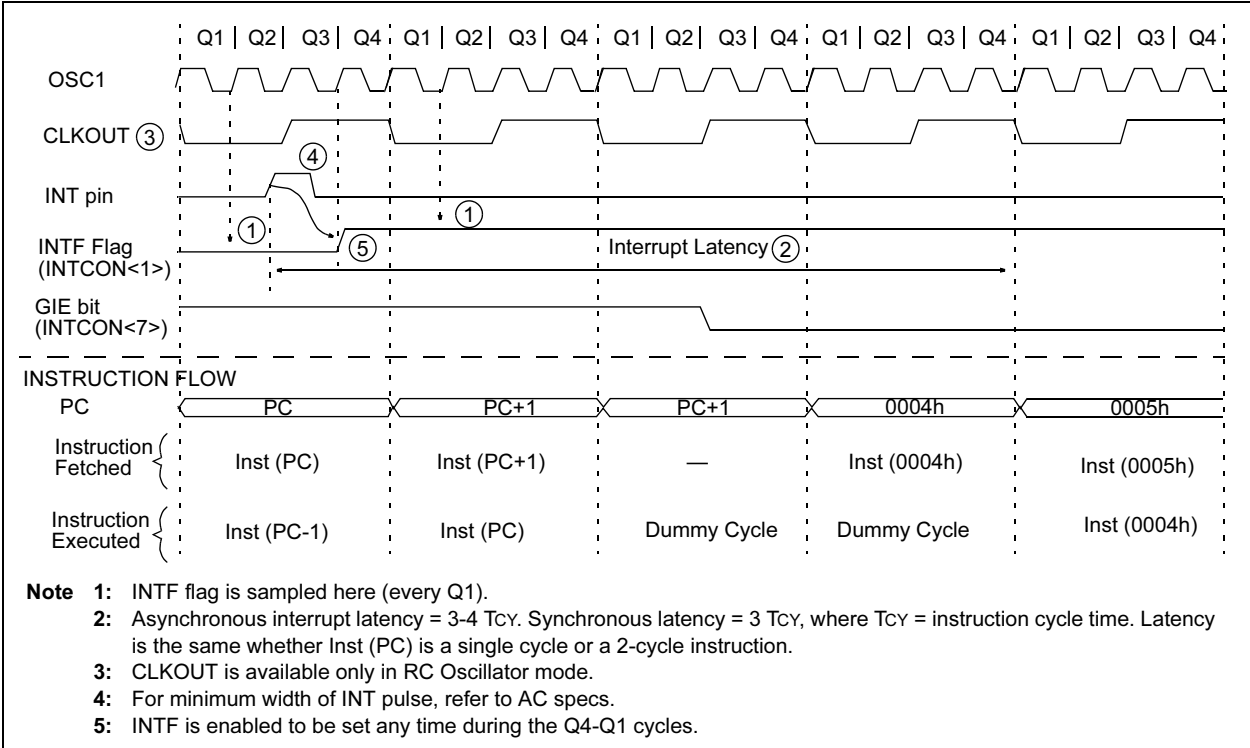 Q1 | Q2 | Q3 | Q4 Q1 | Q2 | Q3 | Q4 Q1 | Q2 | Q3 | Q4 Q1 | Q2 | Q3 | Q4 Q1 | Q2 | Q3 | Q4
OSC1
CLKOUT 3
4
INT pin
1
1
INTF Flag
(INTCON<1>)
5
Interrupt Latency 2
GIE bit
(INTCON<7>)
INSTRUCTION FLOW
PC PC PC+1 PC+1 0004h 0005h
Instruction
Fetched
Inst (PC) Inst (PC+1) — Inst (0004h) Inst (0005h)
Instruction
Executed
Inst (PC-1) Inst (PC) Dummy Cycle Dummy Cycle Inst (0004h)
Note 1: INTF flag is sampled here (every Q1).
2: Asynchronous interrupt latency = 3-4 TCY. Synchronous latency = 3 TCY, where TCY = instruction cycle time. Latency
is the same whether Inst (PC) is a single cycle or a 2-cycle instruction.
3: CLKOUT is available only in RC Oscillator mode.
4: For minimum width of INT pulse, refer to AC specs.
5: INTF is enabled to be set any time during the Q4-Q1 cycles.